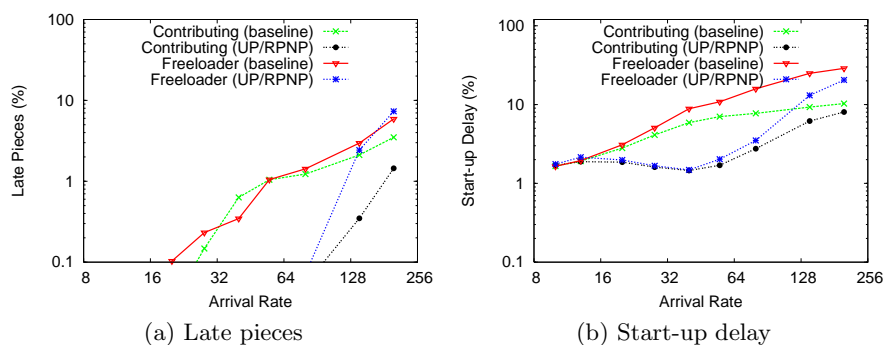 100
10
1
0.1
Late Pieces (%)
Contributing (baseline)
Contributing (UP/RPNP)
Freeloader (baseline)
Freeloader (UP/RPNP)
8 16 32 64 128 256
Arrival Rate
(a) Late pieces
100
10
1
0.1
Start-up Delay (%)
Contributing (baseline)
Contributing (UP/RPNP)
Freeloader (baseline)
Freeloader (UP/RPNP)
8 16 32 64 128 256
Arrival Rate
(b) Start-up delay